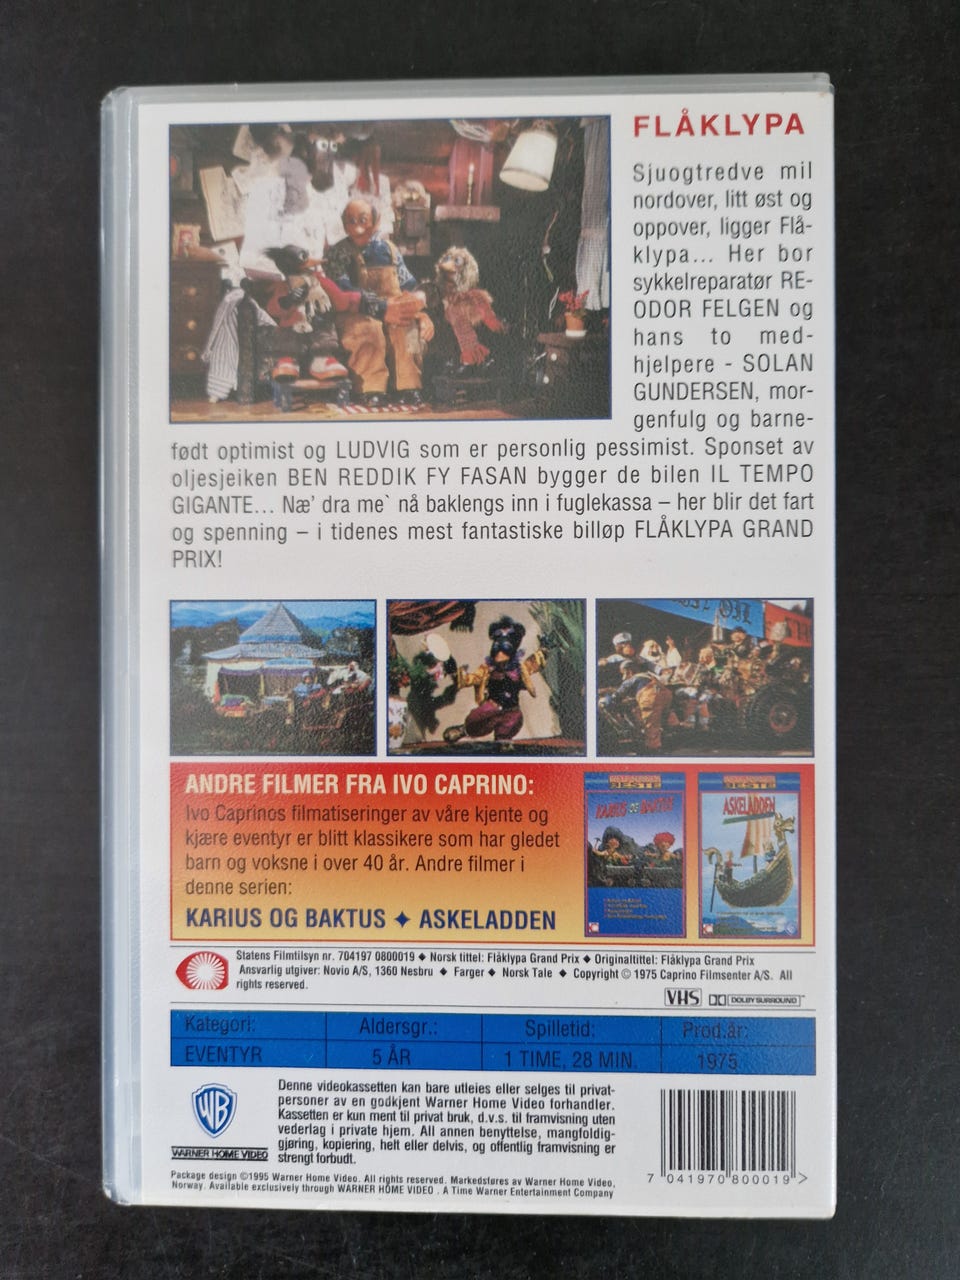 FLÅKLYPA
Sjuogtredve mil
nordover, litt øst og
oppover, ligger Flå-
klypa... Her bor
sykkelreparatør RE-
ODOR FELGEN og
hans to med-
hjelpere - SOLAN
GUNDERSEN, mor-
genfulg og barne-
født optimist og LUDVIG som er personlig pessimist. Sponset av
oljesjeiken BEN REDDIK FY FASAN bygger de bilen IL TEMPO
GIGANTE... Næ' dra me` nå baklengs inn i fuglekassa – her blir det fart
og spenning – i tidenes mest fantastiske billøp FLÅKLYPA GRAND
PRIX!
OIL
ANDRE FILMER FRA IVO CAPRINO:
Ivo Caprinos filmatiseringer av våre kjente og
kjære eventyr er blitt klassikere som har gledet
barn og voksne i over 40 år. Andre filmer i
denne serien:
KARIUS OG BAKTUS ✦ ASKELADDEN
BESTE
KARIUS OG BAKTUS
BESTE
ASKELADDEN
Statens Filmtilsyn nr. 704197 0800019 ◆ Norsk tittel: Flåklypa Grand Prix ◆ Originaltittel: Flåklypa Grand Prix
Ansvarlig utgiver: Novio A/S, 1360 Nesbru ◆ Farger ◆ Norsk Tale ◆ Copyright © 1975 Caprino Filmsenter A/S. All
rights reserved.
VHS DOLBY SURROUND
Kategori: Aldersgr.: Spilletid: Prod.år:
EVENTYR 5 ÅR 1 TIME, 28 MIN. 1975
WB
WARNER HOME VIDEO
Denne videokassetten kan bare utleies eller selges til privat-
personer av en godkjent Warner Home Video forhandler.
Kassetten er kun ment til privat bruk, d.v.s. til framvisning uten
vederlag i private hjem. All annen benyttelse, mangfoldig-
gjøring, kopiering, helt eller delvis, og offentlig framvisning er
strengt forbudt.
Package design ©1995 Warner Home Video. All rights reserved. Markedsføres av Warner Home Video,
Norway. Available exclusively through WARNER HOME VIDEO . A Time Warner Entertainment Company
7 041970 800019 >